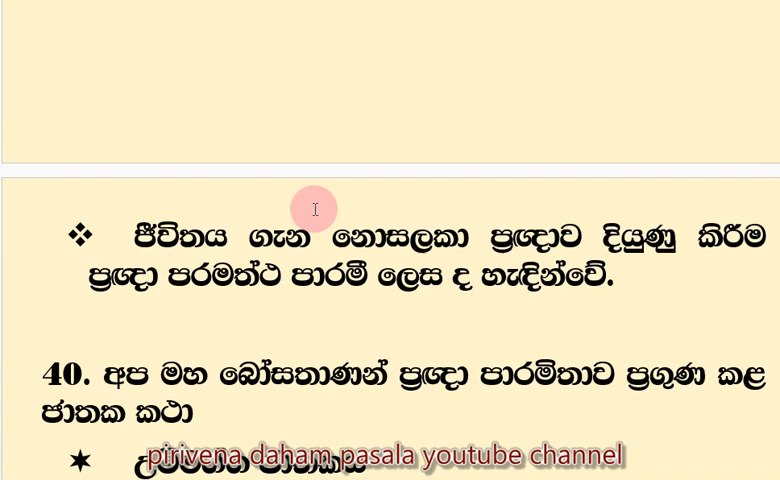 ❖ ජීවිතය ගැන නොසලකා ප්‍රඥාව දියුණු කිරීම
ප්‍රඥා පරමත්ථ පාරමී ලෙස ද හැඳින්වේ.
40. අප මහ බෝසතාණන් ප්‍රඥා පාරමිතාව ප්‍රගුණ කළ
ජාතක කථා
pirivena daham pasala youtube channel